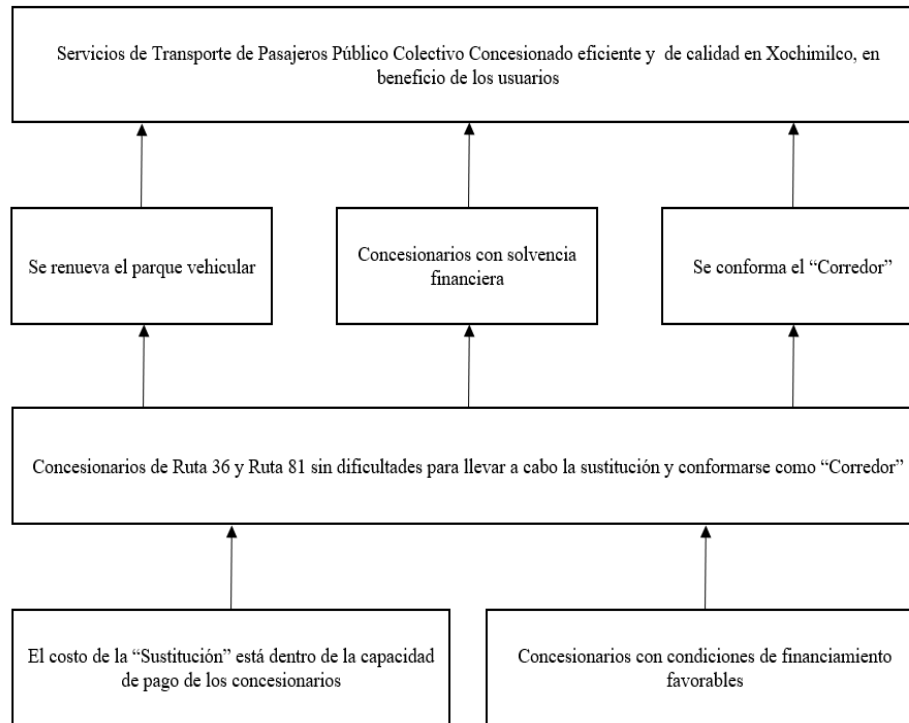 Servicios de Transporte de Pasajeros Público Colectivo Concesionado eficiente y de calidad en Xochimilco, en
beneficio de los usuarios
Se renueva el parque vehicular
Concesionarios con solvencia
financiera
Se conforma el “Corredor”
Concesionarios de Ruta 36 y Ruta 81 sin dificultades para llevar a cabo la sustitución y conformarse como “Corredor”
El costo de la “Sustitución” está dentro de la capacidad
de pago de los concesionarios
Concesionarios con condiciones de financiamiento
favorables